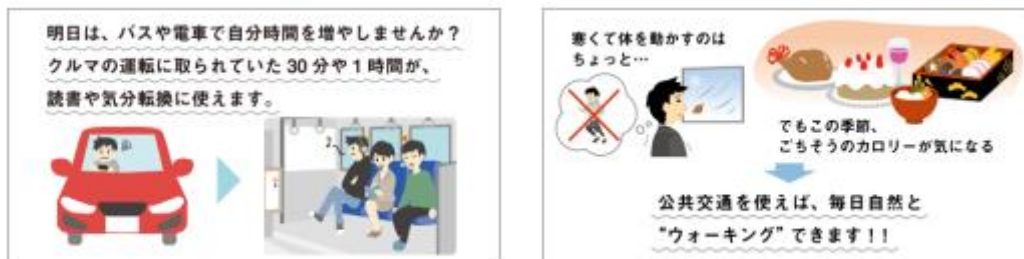 明日は、バスや電車で自分時間を増やしませんか？
クルマの運転に取られていた 30 分や 1 時間が、
読書や気分転換に使えます。
寒くて体を動かすのは
ちょっと…
でもこの季節、
ごちそうのカロリーが気になる
公共交通を使えば、毎日自然と
“ウォーキング” できます！！